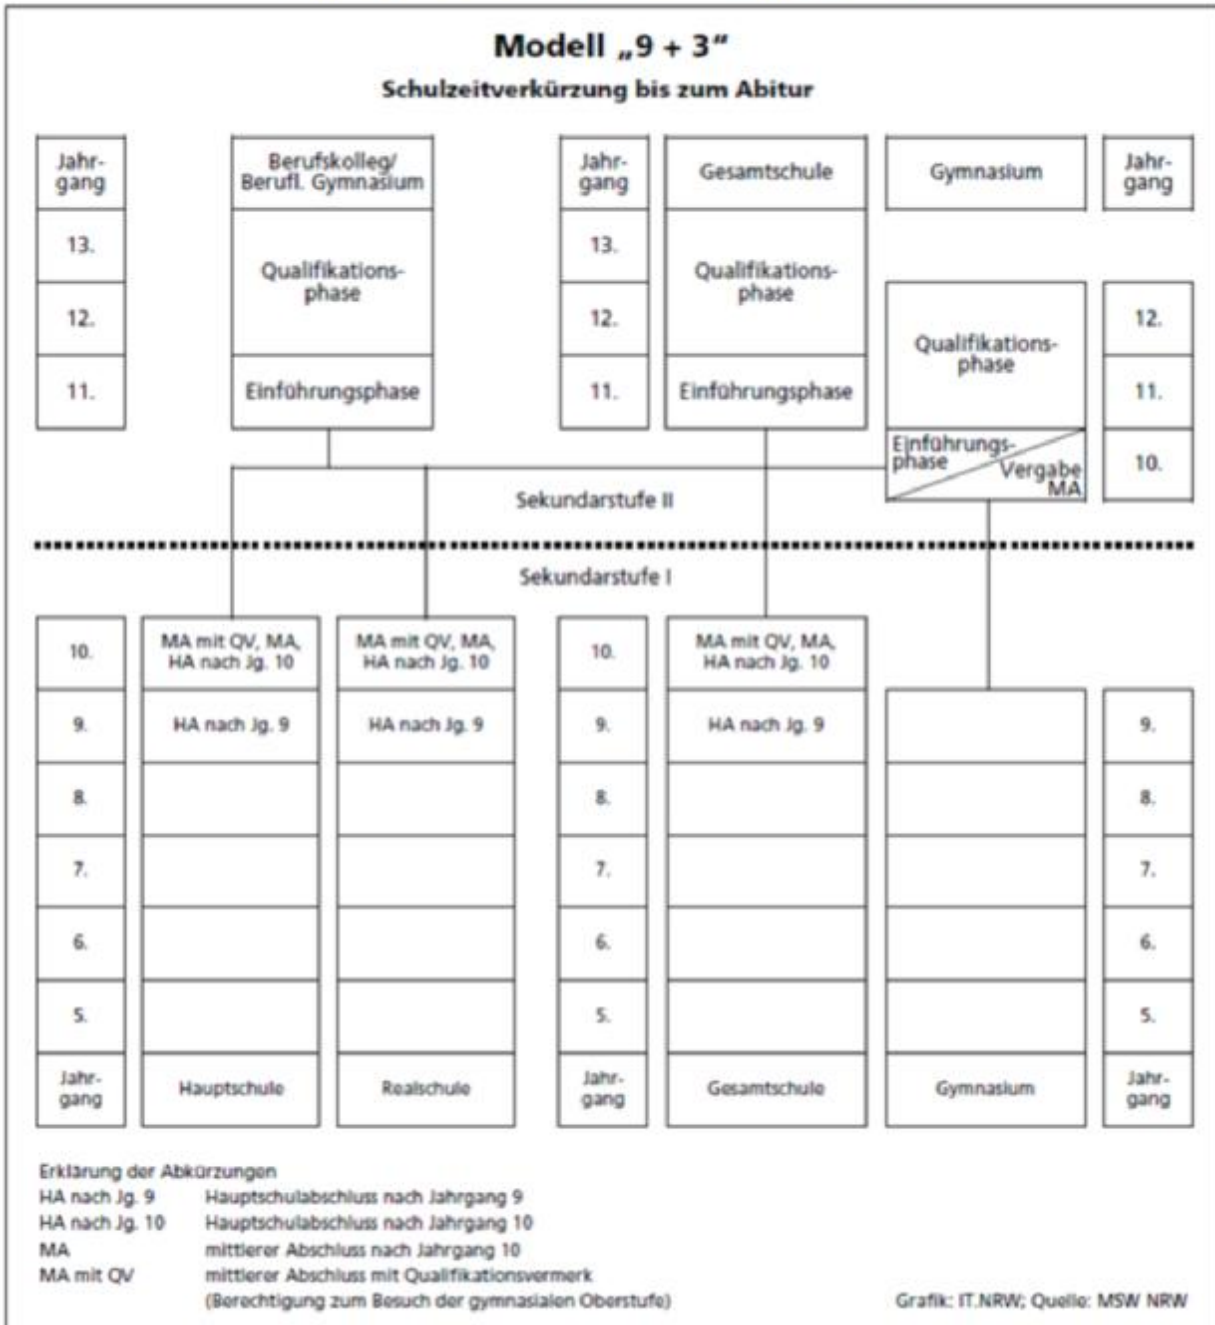 Modell „9 + 3“
Schulzeitverkürzung bis zum Abitur
Jahr-
gang
Berufskolleg/
Berufl. Gymnasium
Jahr-
gang
Gesamtschule
Gymnasium
Jahr-
gang
13.
Qualifikations-
phase
13.
Qualifikations-
phase
12.
12.
Qualifikations-
phase
12.
11.
Einführungsphase
11.
Einführungsphase
11.
Einführungs-
phase
Vergabe
MA
10.
Sekundarstufe II
Sekundarstufe I
10.
MA mit QV, MA,
HA nach Jg. 10
MA mit QV, MA,
HA nach Jg. 10
10.
MA mit QV, MA,
HA nach Jg. 10
9.
HA nach Jg. 9
HA nach Jg. 9
9.
HA nach Jg. 9
9.
8.
8.
8.
7.
7.
7.
6.
6.
6.
5.
5.
5.
Jahr-
gang
Hauptschule
Realschule
Jahr-
gang
Gesamtschule
Gymnasium
Jahr-
gang
Erklärung der Abkürzungen
HA nach Jg. 9 Hauptschulabschluss nach Jahrgang 9
HA nach Jg. 10 Hauptschulabschluss nach Jahrgang 10
MA mittlerer Abschluss nach Jahrgang 10
MA mit QV mittlerer Abschluss mit Qualifikationsvermerk
(Berechtigung zum Besuch der gymnasialen Oberstufe)
Grafik: IT.NRW; Quelle: MSW NRW